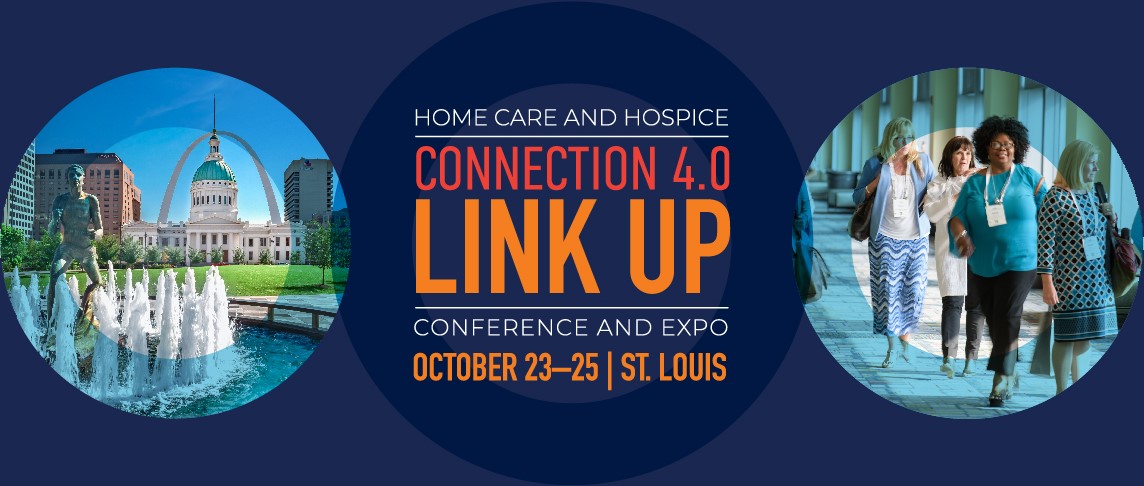 HOME CARE AND HOSPICE
CONNECTION 4.0
LINK UP
CONFERENCE AND EXPO
OCTOBER 23–25 | ST. LOUIS